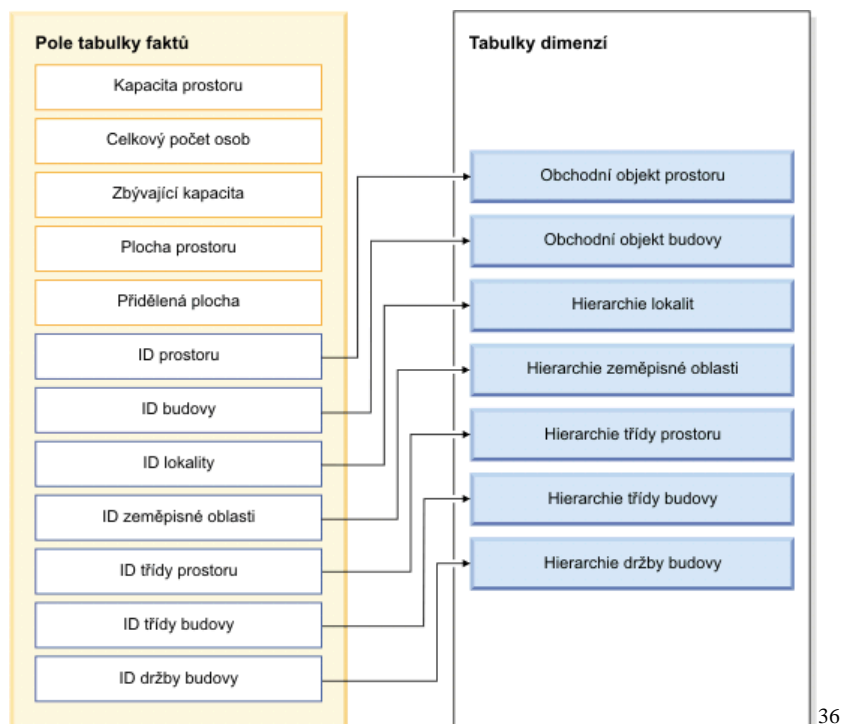 Pole tabulky faktů
Kapacita prostoru
Celkový počet osob
Zbývající kapacita
Plocha prostoru
Přidělená plocha
ID prostoru
ID budovy
ID lokality
ID zeměpisné oblasti
ID třídy prostoru
ID třídy budovy
ID držby budovy
Tabulky dimenzí
Obchodní objekt prostoru
Obchodní objekt budovy
Hierarchie lokalit
Hierarchie zeměpisné oblasti
Hierarchie třídy prostoru
Hierarchie třídy budovy
Hierarchie držby budovy
36